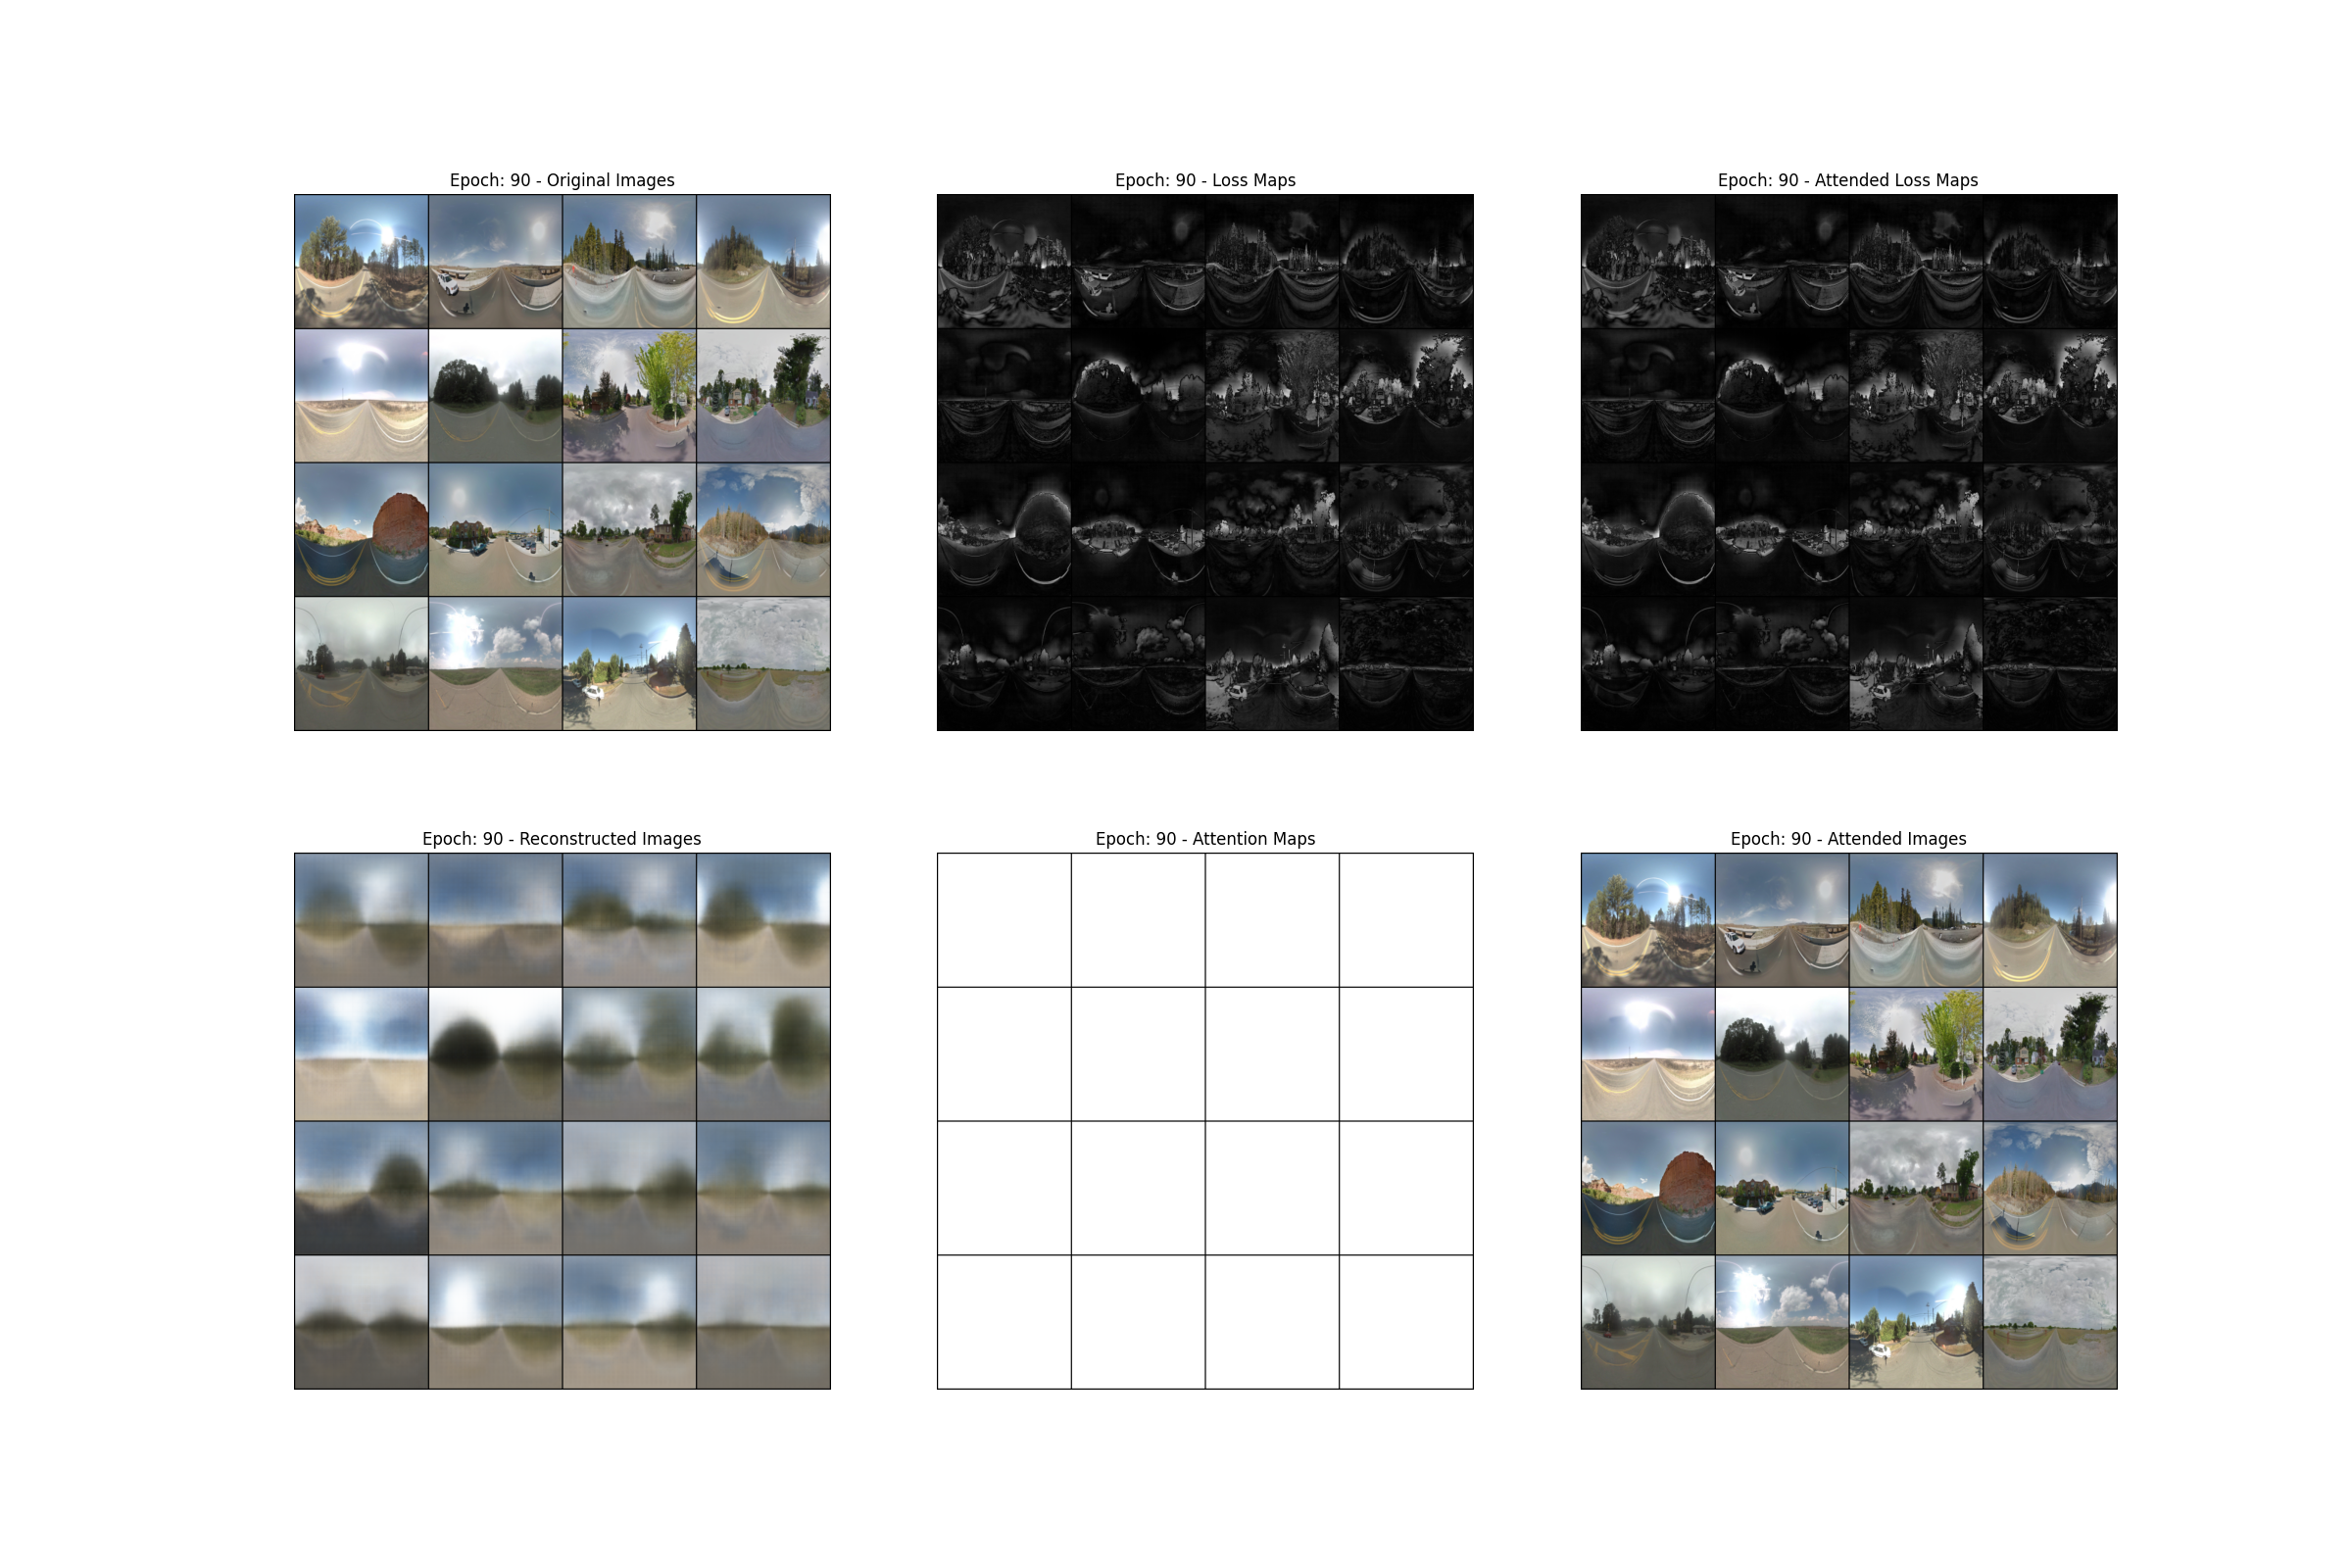 Epoch: 90 - Original Images
Epoch: 90 - Loss Maps
Epoch: 90 - Attended Loss Maps
Epoch: 90 - Reconstructed Images
Epoch: 90 - Attention Maps
Epoch: 90 - Attended Images